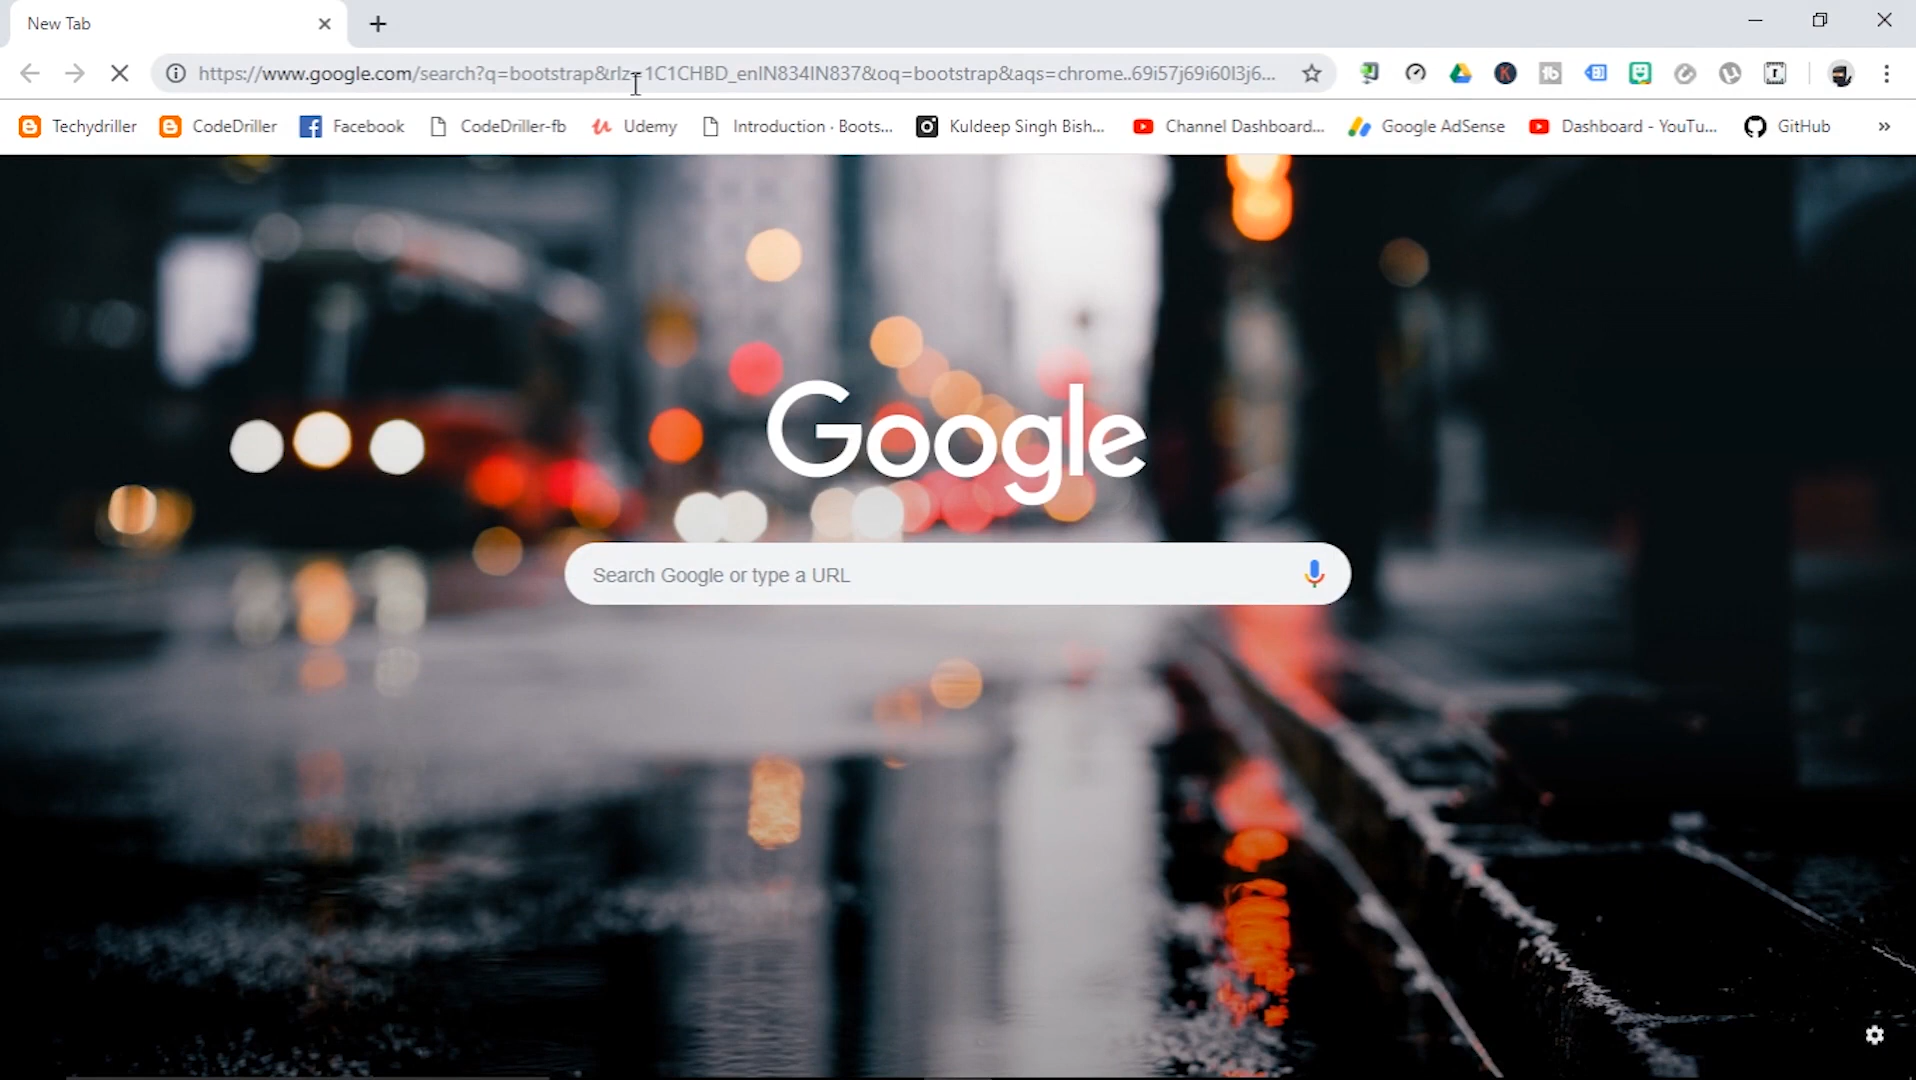 New Tab
https://www.google.com/search?q=bootstrap&rlz=1C1CHBD_enIN834IN837&oq=bootstrap&aqs=chrome..69i57j69i60l3j6...
Techydriller CodeDriller Facebook CodeDriller-fb Udemy Introduction · Boots... Kuldeep Singh Bish... Channel Dashboard... Google AdSense Dashboard - YouTu... GitHub »
Google
Search Google or type a URL